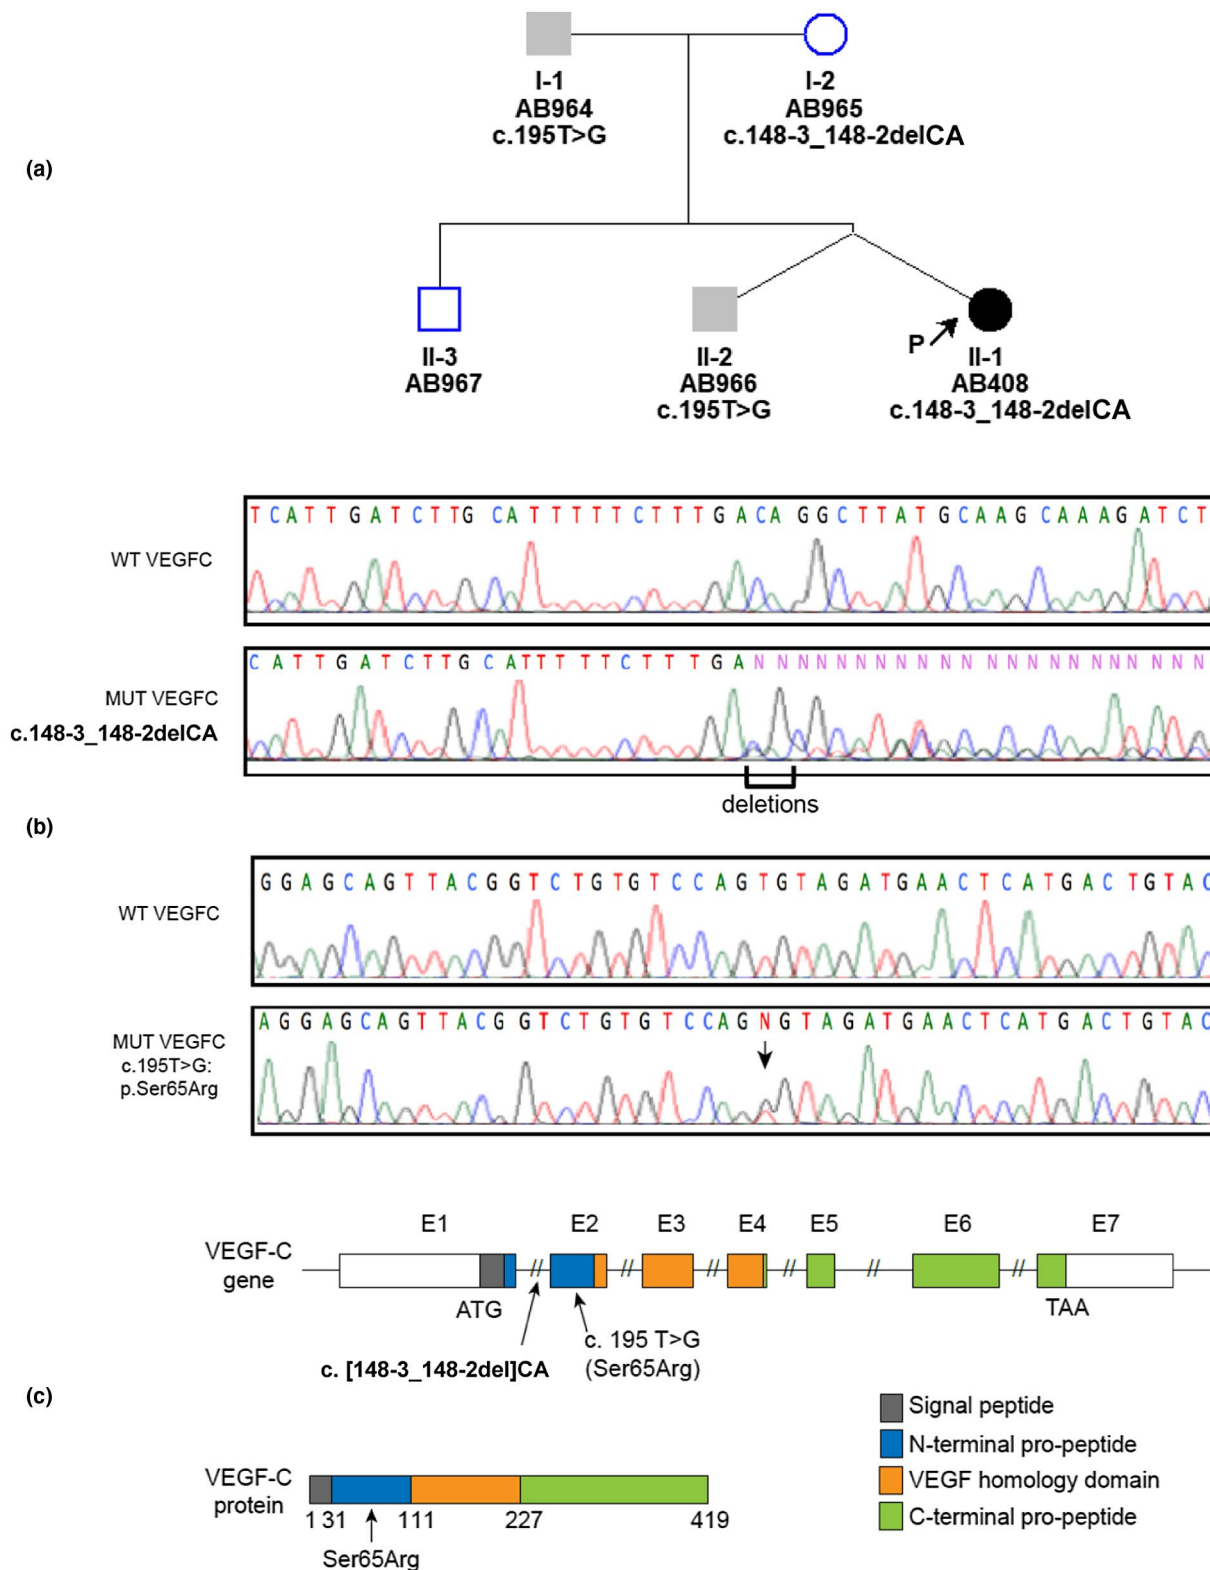 I-1
AB964
c.195T>G
I-2
AB965
c.148-3_148-2delCA
(a)
II-3
AB967
II-2
AB966
c.195T>G
P
II-1
AB408
c.148-3_148-2delCA
WT VEGFC
TCATTGATCTTGCATTTTTCTTTGACAGGCTTATGCAAGCAAAGATCT
MUT VEGFC
c.148-3_148-2delCA
CATTGATCTTGCATTTTTCTTTGANNNNNNNNNNNNNNNNNNNN
deletions
(b)
WT VEGFC
GGAGCAGTTACGGTCTGTGTCCAGTGTAGATGAACTCATGACTGTAC
MUT VEGFC
c.195T>G:
p.Ser65Arg
AGGAGCAGTTACGGTCTGTGTCCAGNGTAGATGAACTCATGACTGTAC
E1 E2 E3 E4 E5 E6 E7
VEGF-C
gene
// // // // // //
ATG
TAA
c. [148-3_148-2del]CA
c. 195 T>G
(Ser65Arg)
(c)
Signal peptide
N-terminal pro-peptide
VEGF homology domain
C-terminal pro-peptide
VEGF-C
protein
1 31 111 227 419
Ser65Arg